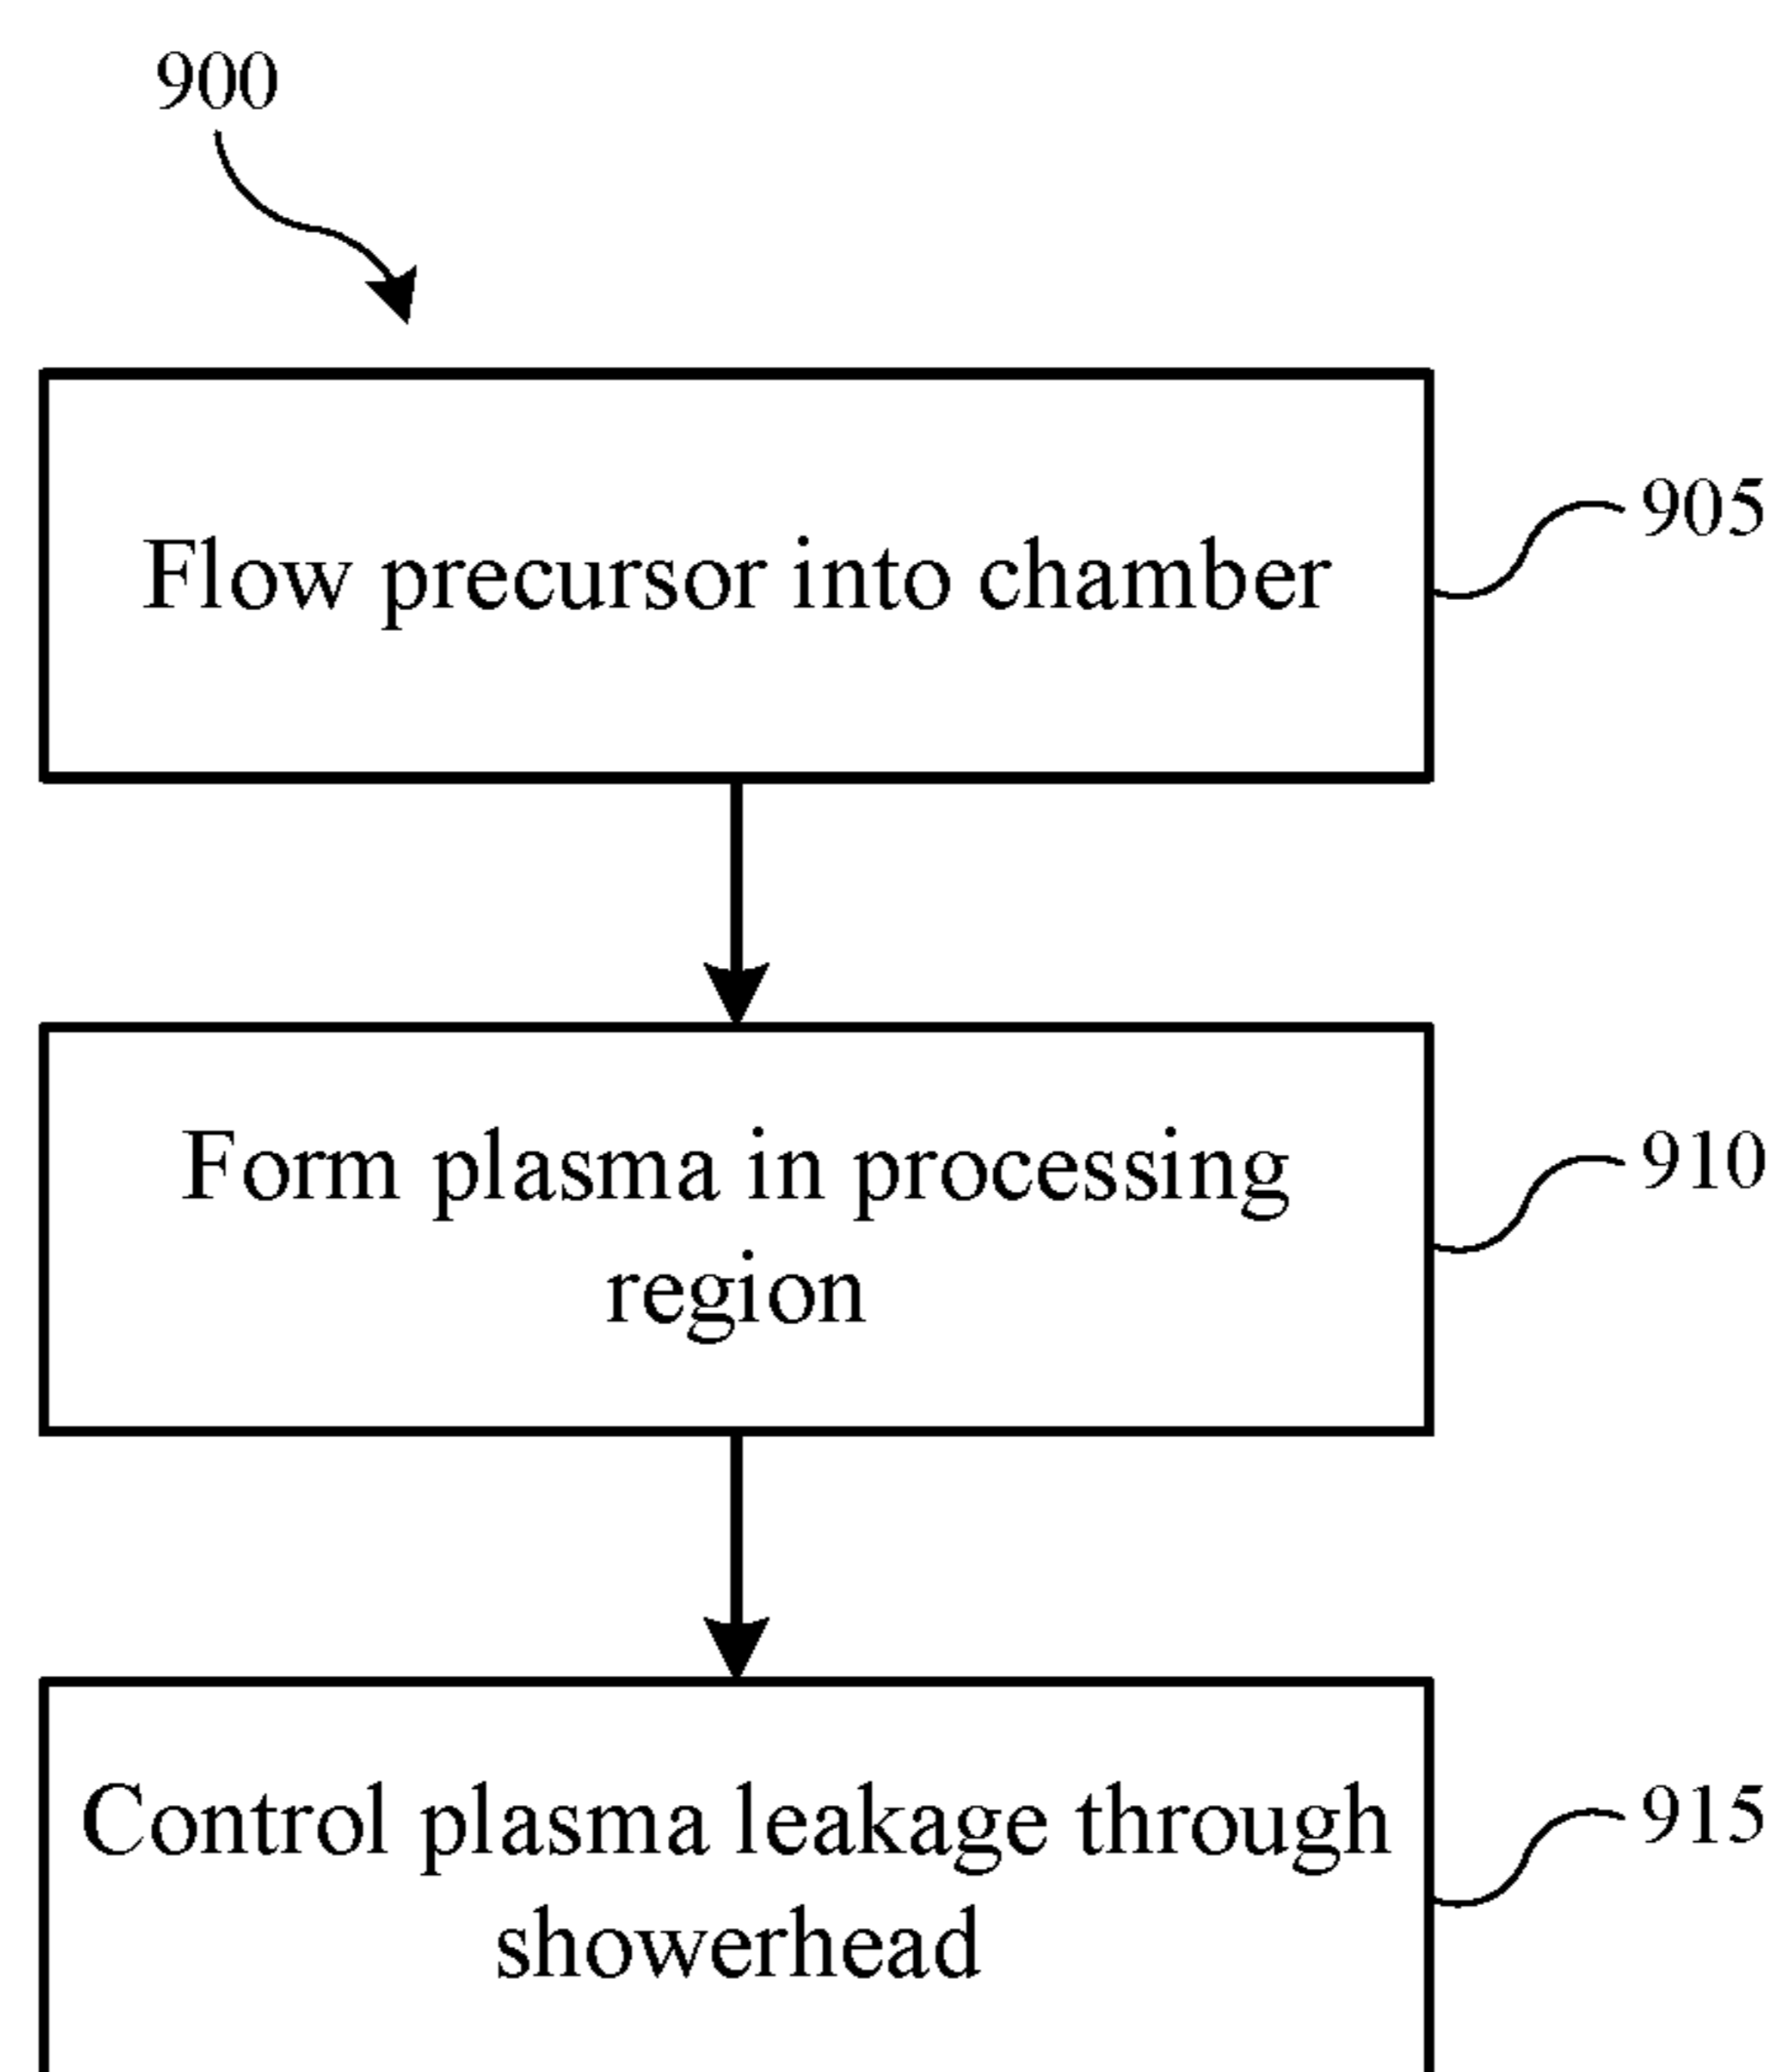 900
Flow precursor into chamber
905
Form plasma in processing
region
910
Control plasma leakage through
showerhead
915